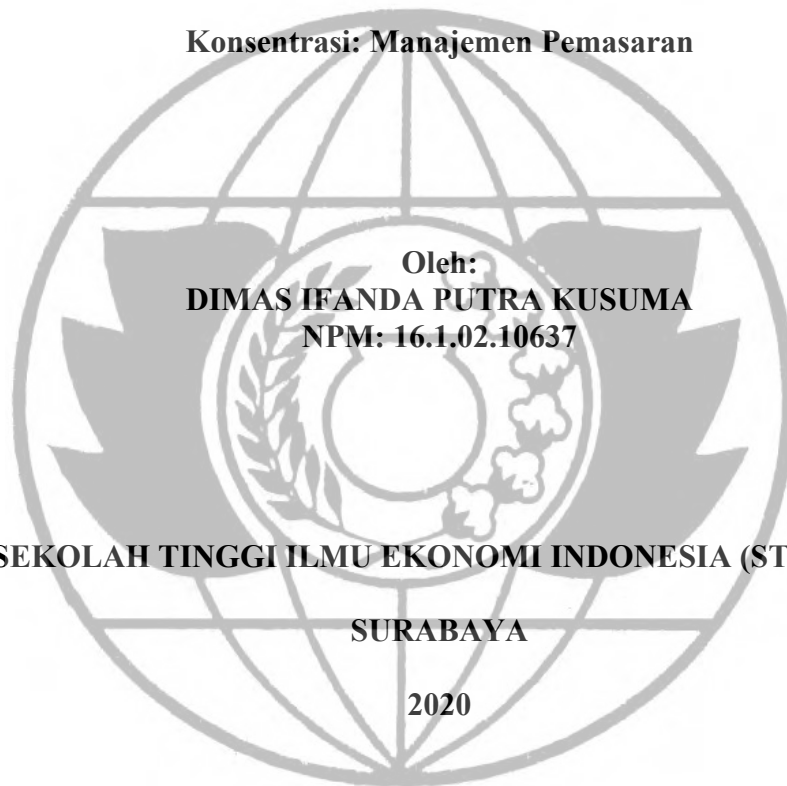 Konsentrasi: Manajemen Pemasaran
Oleh:
DIMAS IFANDA PUTRA KUSUMA
NPM: 16.1.02.10637
SEKOLAH TINGGI ILMU EKONOMI INDONESIA (ST
SURABAYA
2020